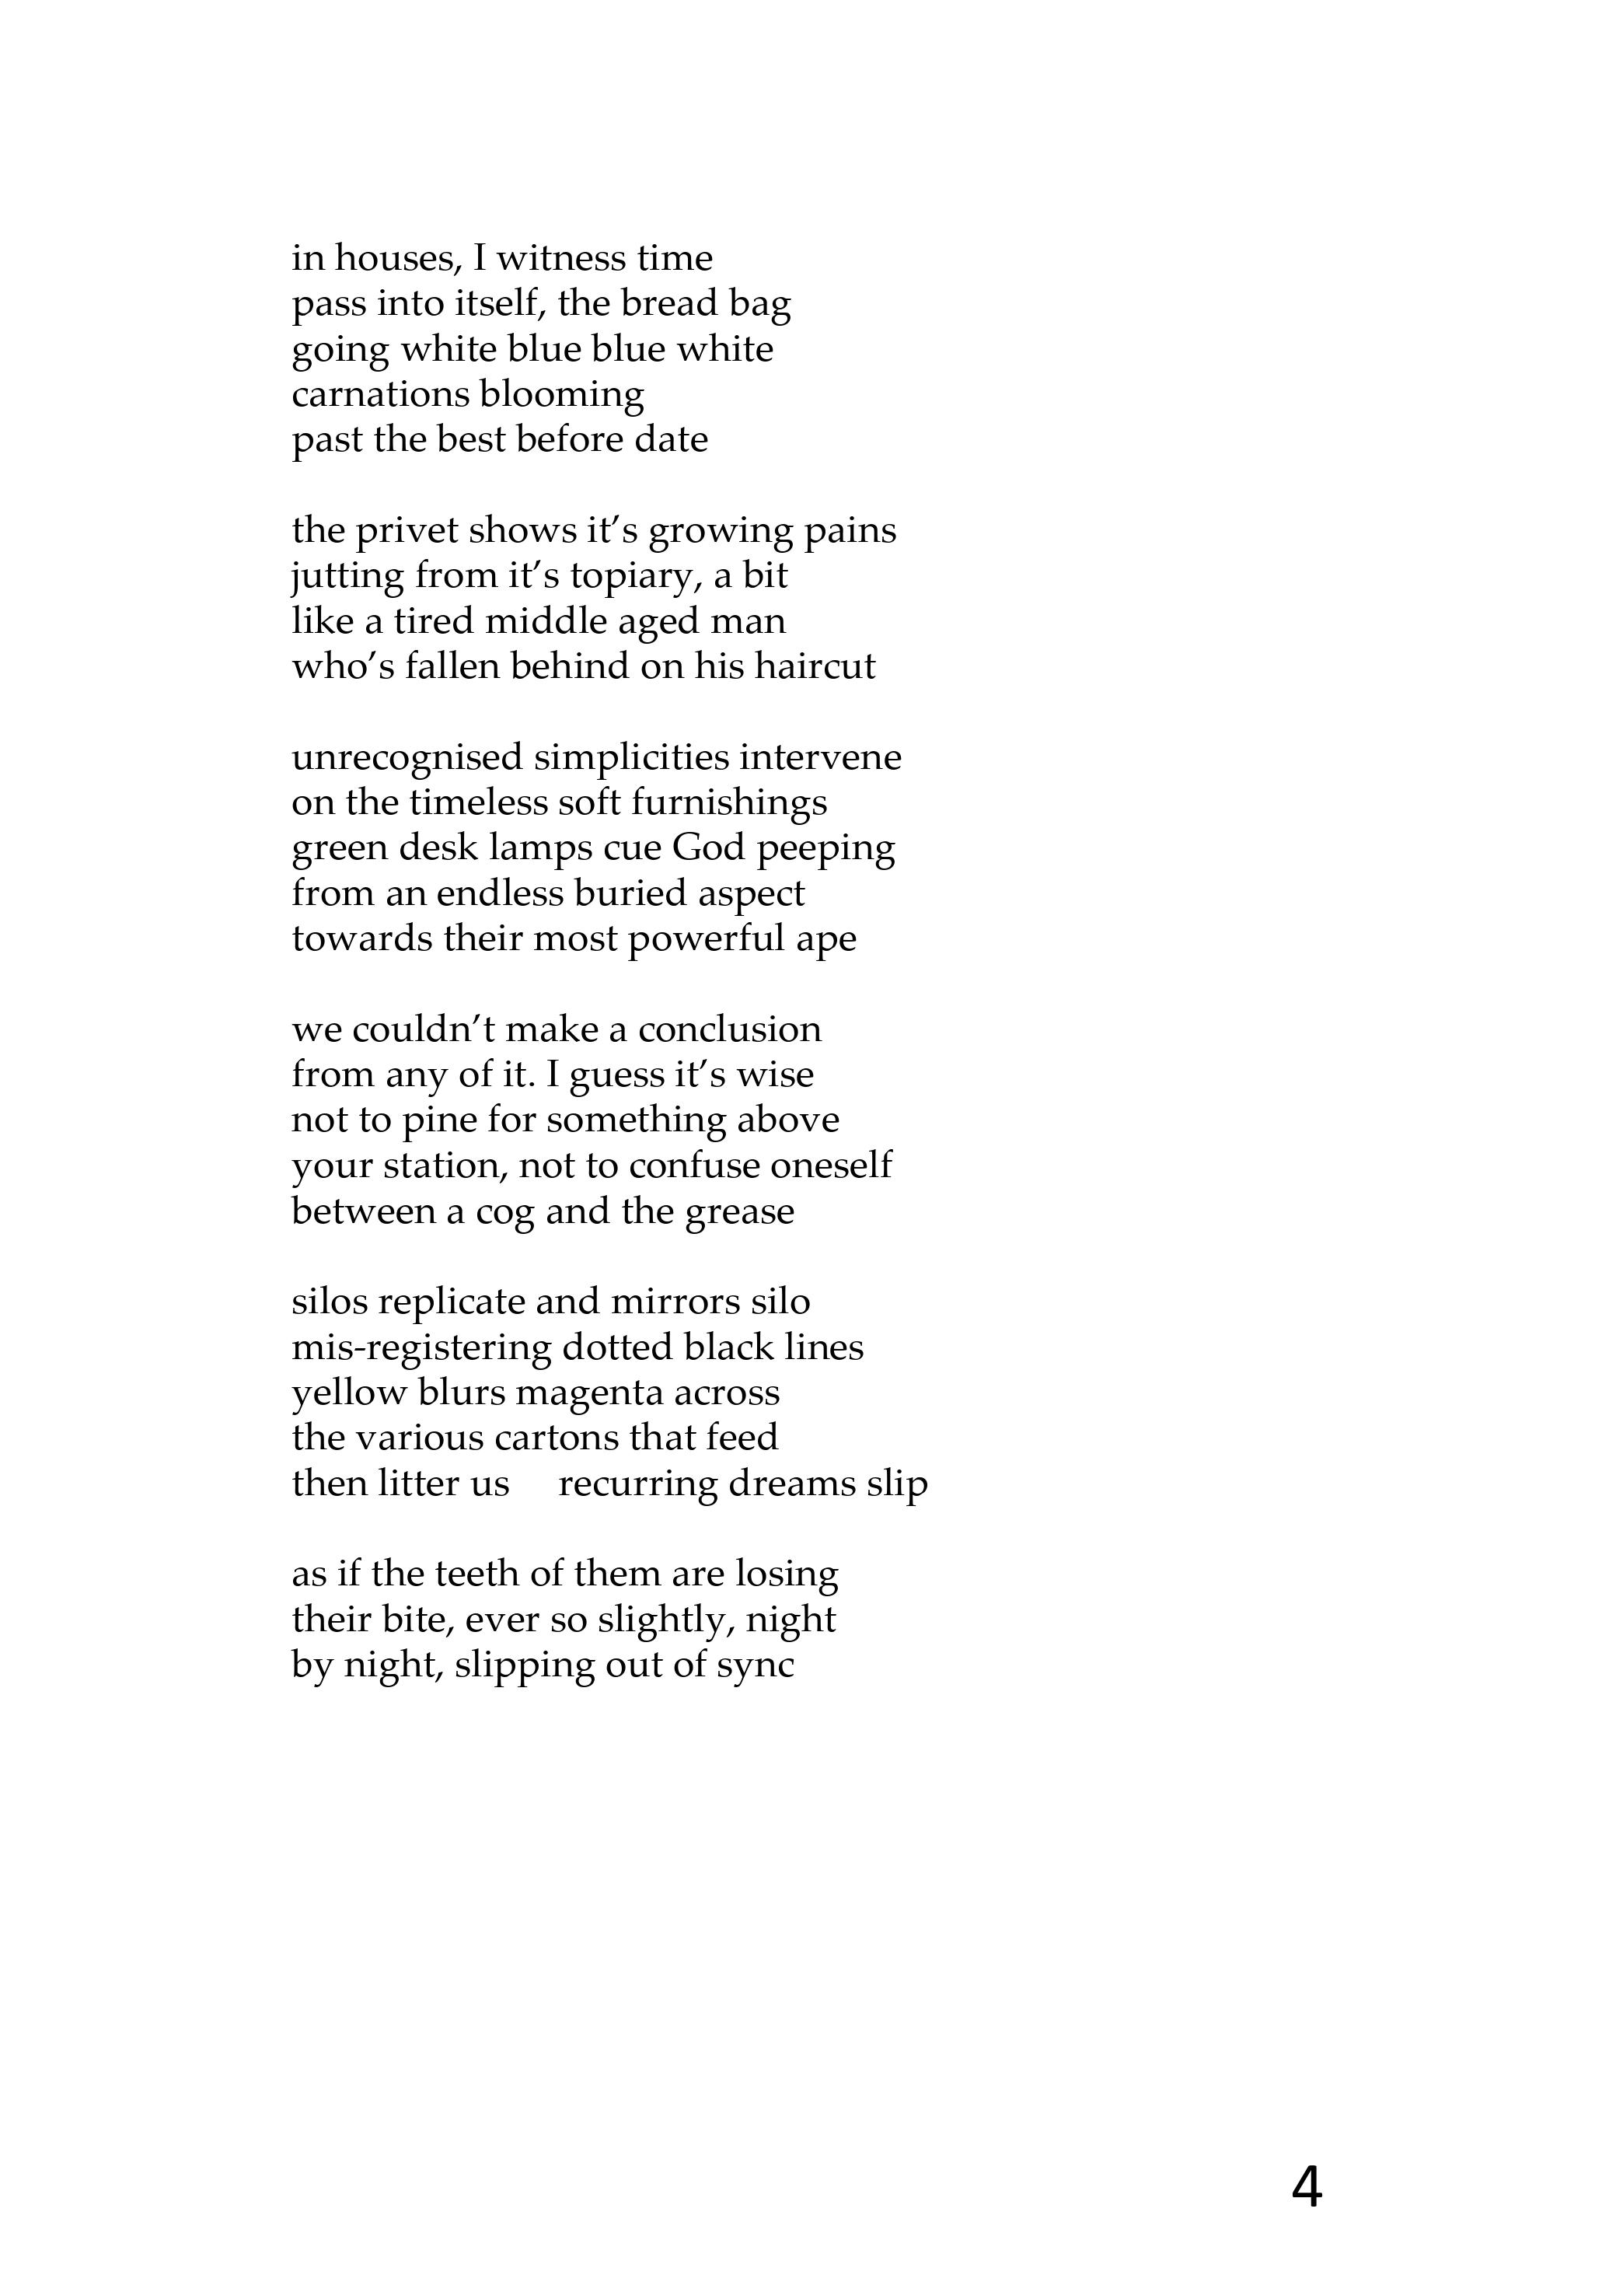 in houses, I witness time
pass into itself, the bread bag
going white blue blue white
carnations blooming
past the best before date

the privet shows it’s growing pains
jutting from it’s topiary, a bit
like a tired middle aged man
who’s fallen behind on his haircut

unrecognised simplicities intervene
on the timeless soft furnishings
green desk lamps cue God peeping
from an endless buried aspect
towards their most powerful ape

we couldn’t make a conclusion
from any of it. I guess it’s wise
not to pine for something above
your station, not to confuse oneself
between a cog and the grease

silos replicate and mirrors silo
mis-registering dotted black lines
yellow blurs magenta across
the various cartons that feed
then litter us     recurring dreams slip

as if the teeth of them are losing
their bite, ever so slightly, night
by night, slipping out of sync

4